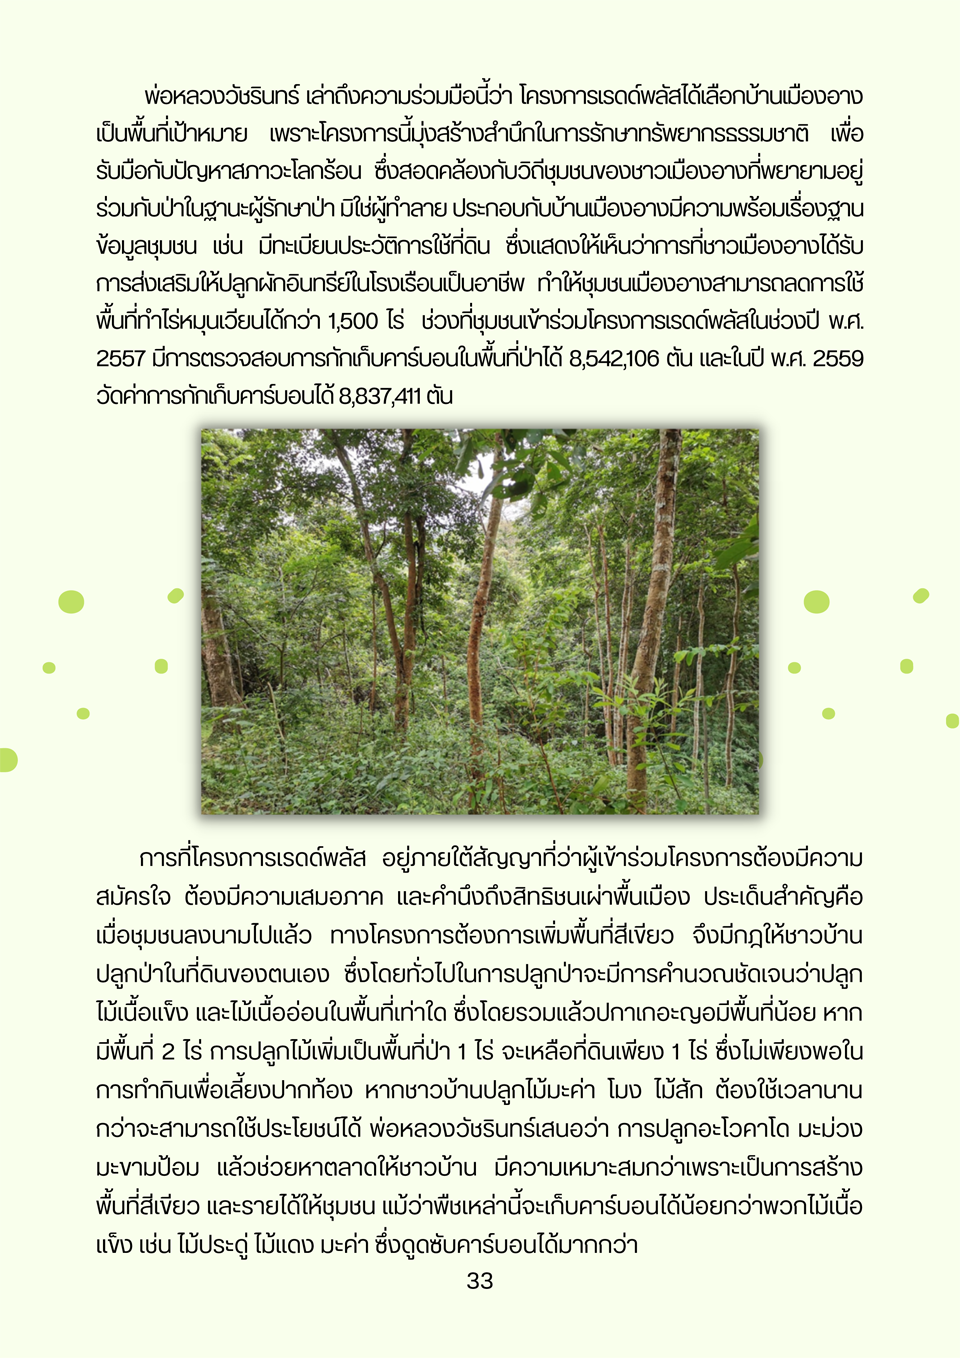 พ่อหลวงวัชรินทร์ เล่าถึงความร่วมมือนี้ว่า โครงการเรดด์พลัสได้เลือกบ้านเมืองอาง
เป็นพื้นที่เป้าหมาย เพราะโครงการนี้มุ่งสร้างสำนึกในการรักษาทรัพยากรธรรมชาติ เพื่อ
รับมือกับปัญหาสภาวะโลกร้อน ซึ่งสอดคล้องกับวิถีชุมชนของชาวเมืองอางที่พยายามอยู่
ร่วมกับป่าในฐานะผู้รักษาป่า มิใช่ผู้ทำลาย ประกอบกับบ้านเมืองอางมีความพร้อมเรื่องฐาน
ข้อมูลชุมชน เช่น มีทะเบียนประวัติการใช้ที่ดิน ซึ่งแสดงให้เห็นว่าการที่ชาวเมืองอางได้รับ
การส่งเสริมให้ปลูกผักอินทรีย์ในโรงเรือนเป็นอาชีพ ทำให้ชุมชนเมืองอางสามารถลดการใช้
พื้นที่ทำไร่หมุนเวียนได้กว่า 1,500 ไร่ ช่วงที่ชุมชนเข้าร่วมโครงการเรดด์พลัสในช่วงปี พ.ศ.
2557 มีการตรวจสอบการกักเก็บคาร์บอนในพื้นที่ป่าได้ 8,542,106 ตัน และในปี พ.ศ. 2559
วัดค่าการกักเก็บคาร์บอนได้ 8,837,411 ตัน
การที่โครงการเรดด์พลัส อยู่ภายใต้สัญญาที่ว่าผู้เข้าร่วมโครงการต้องมีความ
สมัครใจ ต้องมีความเสมอภาค และคำนึงถึงสิทธิชนเผ่าพื้นเมือง ประเด็นสำคัญคือ
เมื่อชุมชนลงนามไปแล้ว ทางโครงการต้องการเพิ่มพื้นที่สีเขียว จึงมีกฎให้ชาวบ้าน
ปลูกป่าในที่ดินของตนเอง ซึ่งโดยทั่วไปในการปลูกป่าจะมีการคำนวณชัดเจนว่าปลูก
ไม้เนื้อแข็ง และไม้เนื้ออ่อนในพื้นที่เท่าใด ซึ่งโดยรวมแล้วปกาเกอะญอมีพื้นที่น้อย หาก
มีพื้นที่ 2 ไร่ การปลูกไม้เพิ่มเป็นพื้นที่ป่า 1 ไร่ จะเหลือที่ดินเพียง 1 ไร่ ซึ่งไม่เพียงพอใน
การทำกินเพื่อเลี้ยงปากท้อง หากชาวบ้านปลูกไม้มะค่า โมง ไม้สัก ต้องใช้เวลานาน
กว่าจะสามารถใช้ประโยชน์ได้ พ่อหลวงวัชรินทร์เสนอว่า การปลูกอะโวคาโด มะม่วง
มะขามป้อม แล้วช่วยหาตลาดให้ชาวบ้าน มีความเหมาะสมกว่าเพราะเป็นการสร้าง
พื้นที่สีเขียว และรายได้ให้ชุมชน แม้ว่าพืชเหล่านี้จะเก็บคาร์บอนได้น้อยกว่าพวกไม้เนื้อ
แข็ง เช่น ไม้ประดู่ ไม้แดง มะค่า ซึ่งดูดซับคาร์บอนได้มากกว่า
33